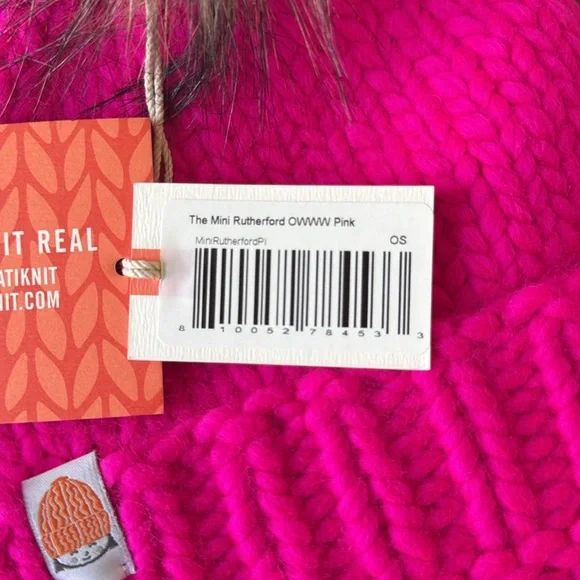 IT REAL
ATIKNIT
NIT.COM
The Mini Rutherford OWWW Pink
MiniRutherfordPI OS
8 10052 78453 3